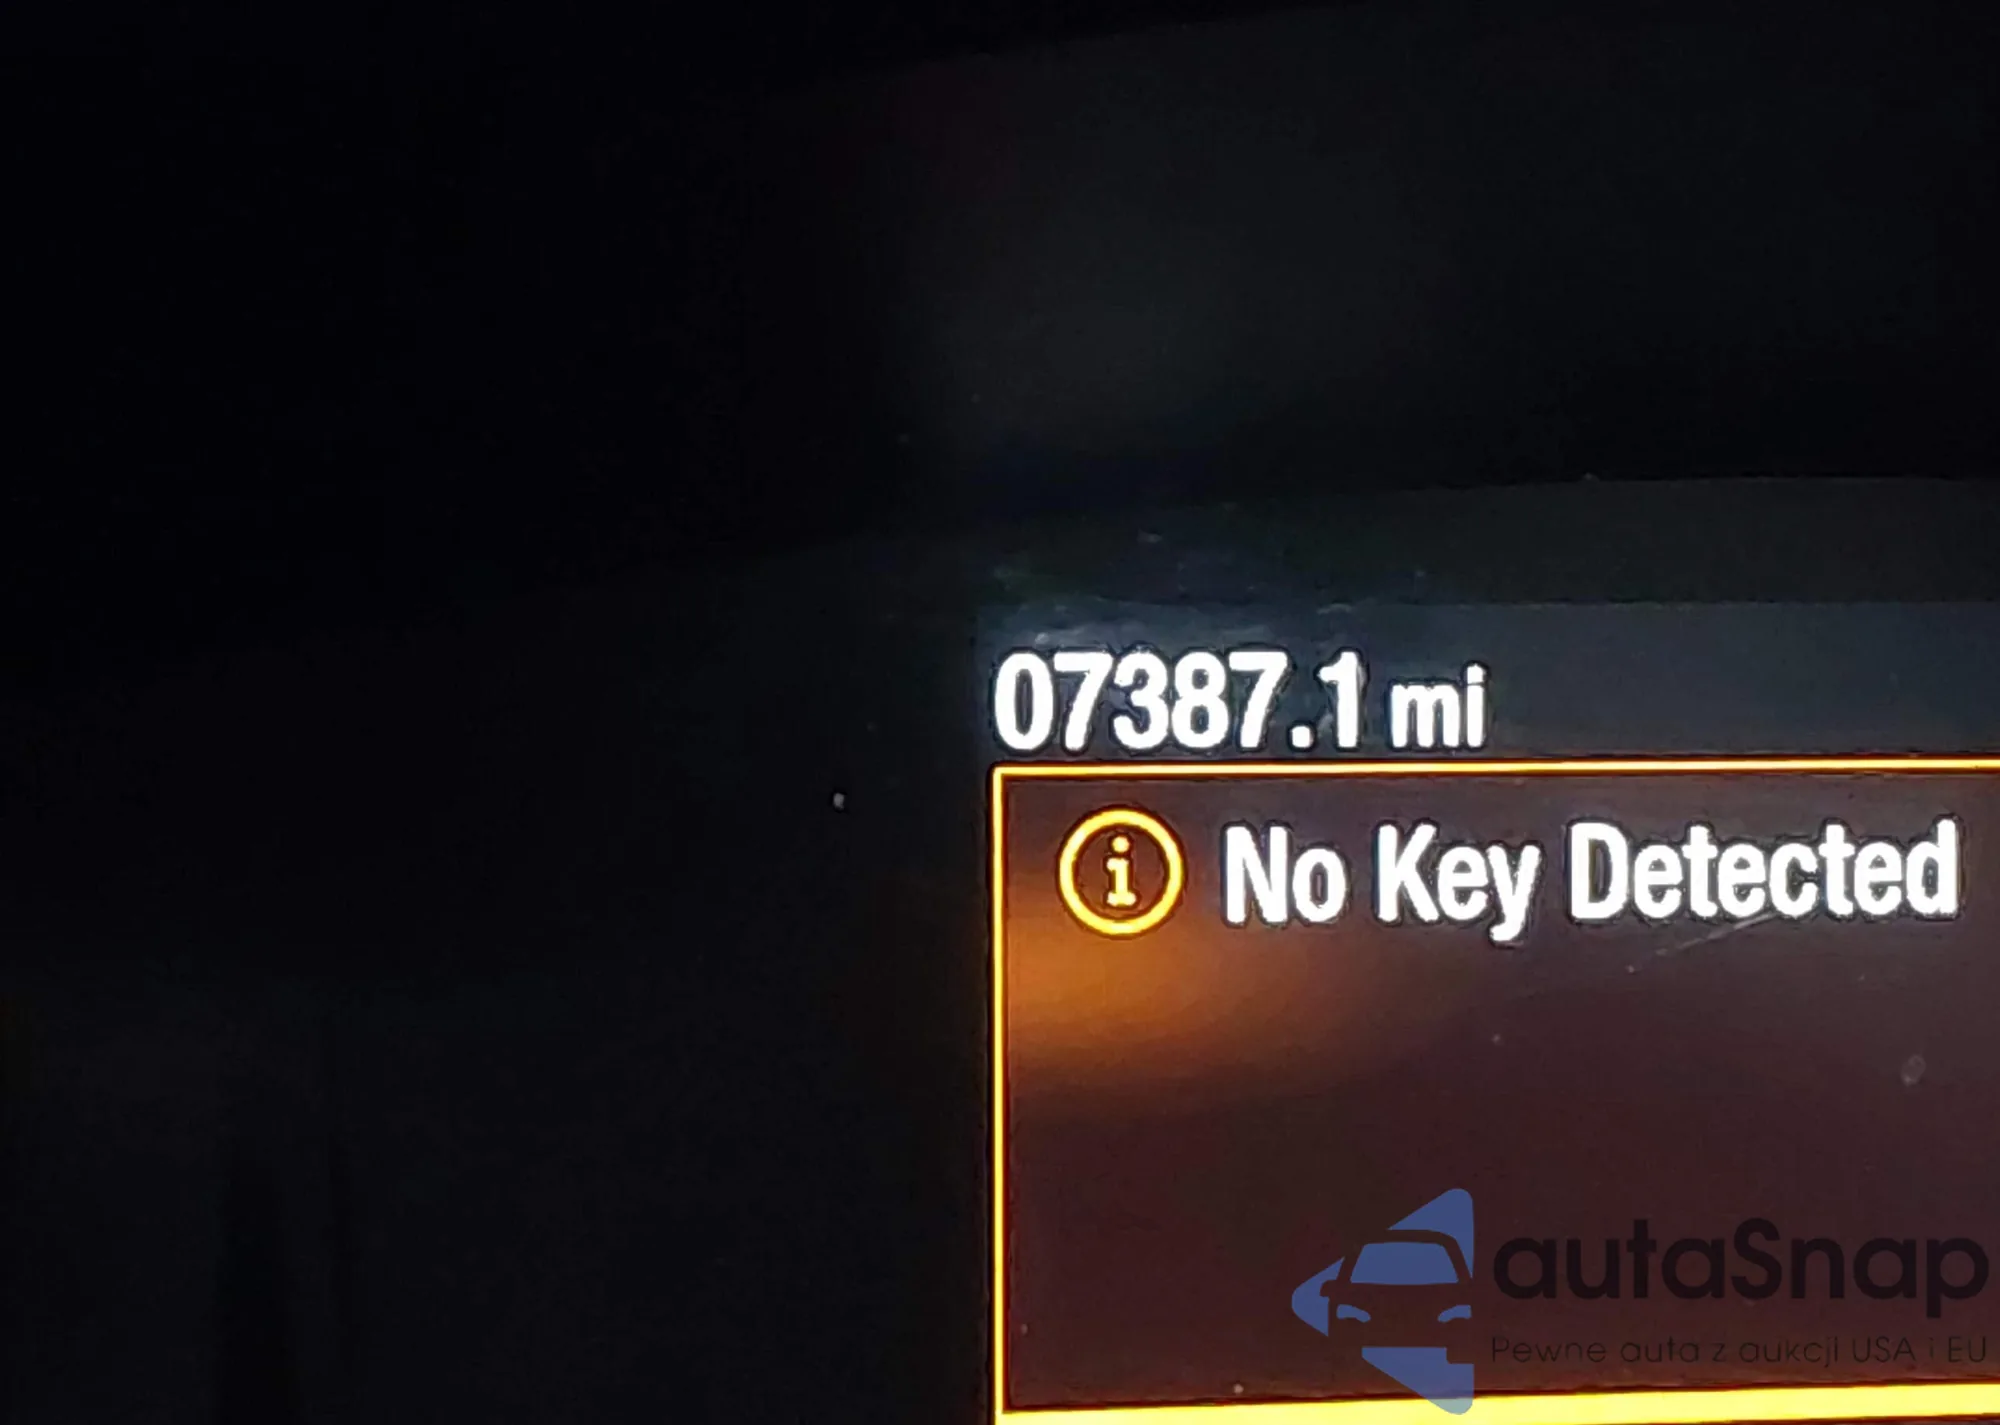 07387.1 mi
i No Key Detected
autaSnap
Pewne auta z aukcji USA i EU